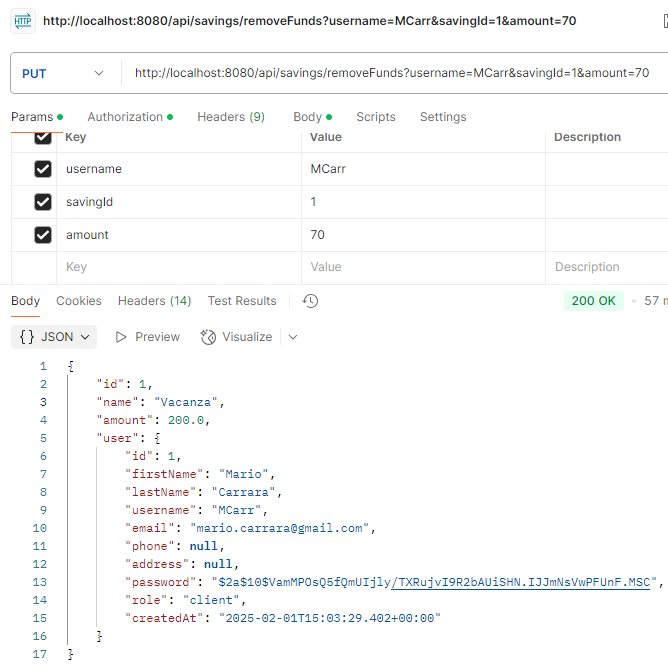 HTTP http://localhost:8080/api/savings/removeFunds?username=MCarr&savingId=1&amount=70
PUT http://localhost:8080/api/savings/removeFunds?username=MCarr&savingId=1&amount=70
Params Authorization Headers (9) Body Scripts Settings
Key Value Description
username MCarr
savingId 1
amount 70
Key Value Description
Body Cookies Headers (14) Test Results 200 OK 57 m
{} JSON Preview Visualize
1 {
2 "id": 1,
3 "name": "Vacanza",
4 "amount": 200.0,
5 "user": {
6 "id": 1,
7 "firstName": "Mario",
8 "lastName": "Carrara",
9 "username": "MCarr",
10 "email": "mario.carrara@gmail.com",
11 "phone": null,
12 "address": null,
13 "password": "$2a$10$VamMPOsQ5fQmUIjly/TXRujvI9R2bAUiSHN.IJJmNsVwPFUnF.MSC",
14 "role": "client",
15 "createdAt": "2025-02-01T15:03:29.402+00:00"
16 }
17 }